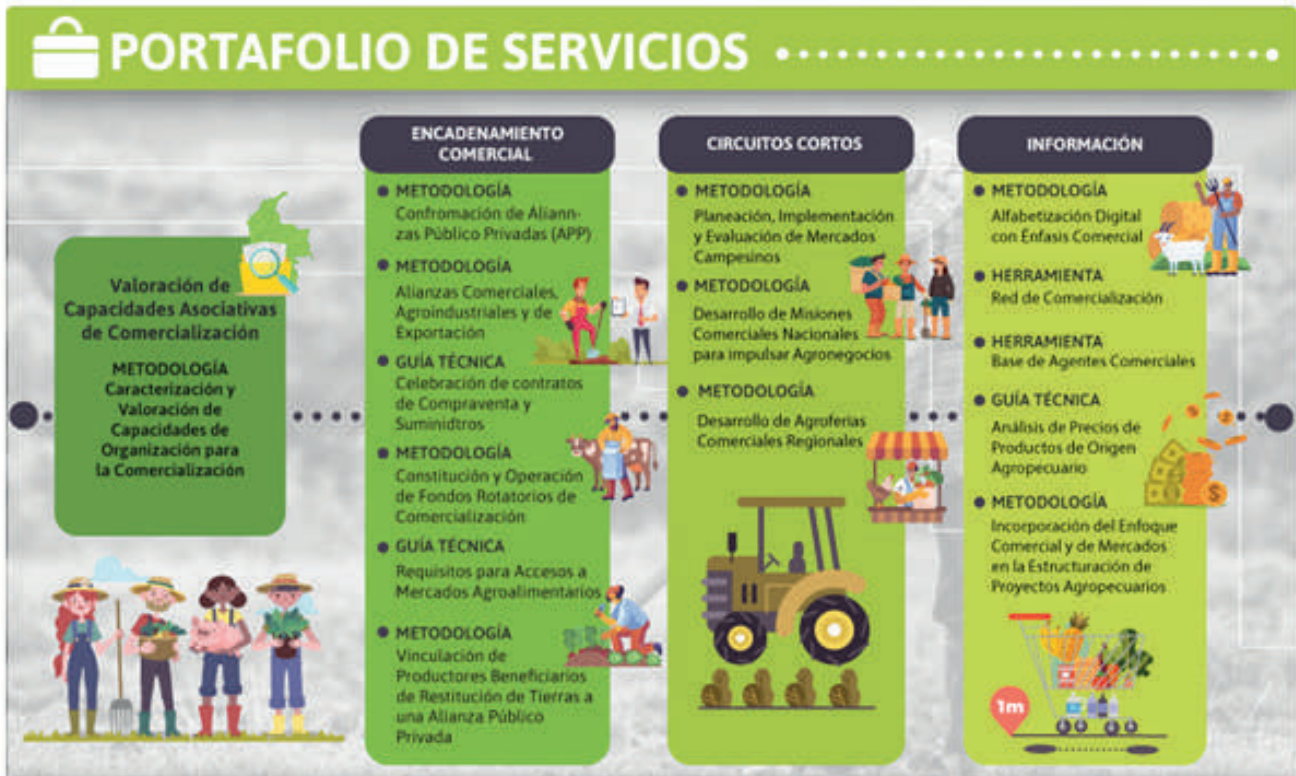 PORTAFOLIO DE SERVICIOS
Valoración de
Capacidades Asociativas
de Comercialización
METODOLOGÍA
Caracterización y
Valoración de
Capacidades de
Organización para
la Comercialización
ENCADENAMIENTO
COMERCIAL
METODOLOGÍA
Confromación de Áliann-
zas Público Privadas (APP)
METODOLOGÍA
Alianzas Comerciales,
Agroindustriales y de
Exportación
GUÍA TÉCNICA
Celebración de contratos
de Compraventa y
Suminidtros
METODOLOGÍA
Constitución y Operación
de Fondos Rotatorios de
Comercialización
GUÍA TÉCNICA
Requisitos para Accesos a
Mercados Agroalimentarios
METODOLOGÍA
Vinculación de
Productores Beneficiarios
de Restitución de Tierras a
una Alianza Público
Privada
CIRCUITOS CORTOS
METODOLOGÍA
Planeación, Implementación
y Evaluación de Mercados
Campesinos
METODOLOGÍA
Desarrollo de Misiones
Comerciales Nacionales
para impulsar Agronegocios
METODOLOGÍA
Desarrollo de Agroferias
Comerciales Regionales
INFORMACIÓN
METODOLOGÍA
Alfabetización Digital
con Énfasis Comercial
HERRAMIENTA
Red de Comercialización
HERRAMIENTA
Base de Agentes Comerciales
GUÍA TÉCNICA
Análisis de Precios de
Productos de Origen
Agropecuario
METODOLOGÍA
Incorporación del Enfoque
Comercial y de Mercados
en la Estructuración de
Proyectos Agropecuarios
1m